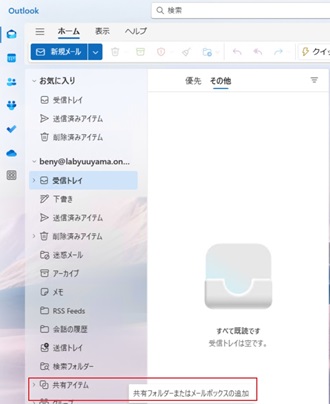 Outlook
検索
ホーム 表示 ヘルプ
新規メール
クイッ
お気に入り
受信トレイ
送信済みアイテム
削除済みアイテム
beny@labyuuyama.on...
受信トレイ
下書き
送信済みアイテム
削除済みアイテム
迷惑メール
アーカイブ
メモ
RSS Feeds
会話の履歴
送信トレイ
検索フォルダー
共有アイテム
優先 その他
すべて既読です
受信トレイは空です。
共有フォルダーまたはメールボックスの追加